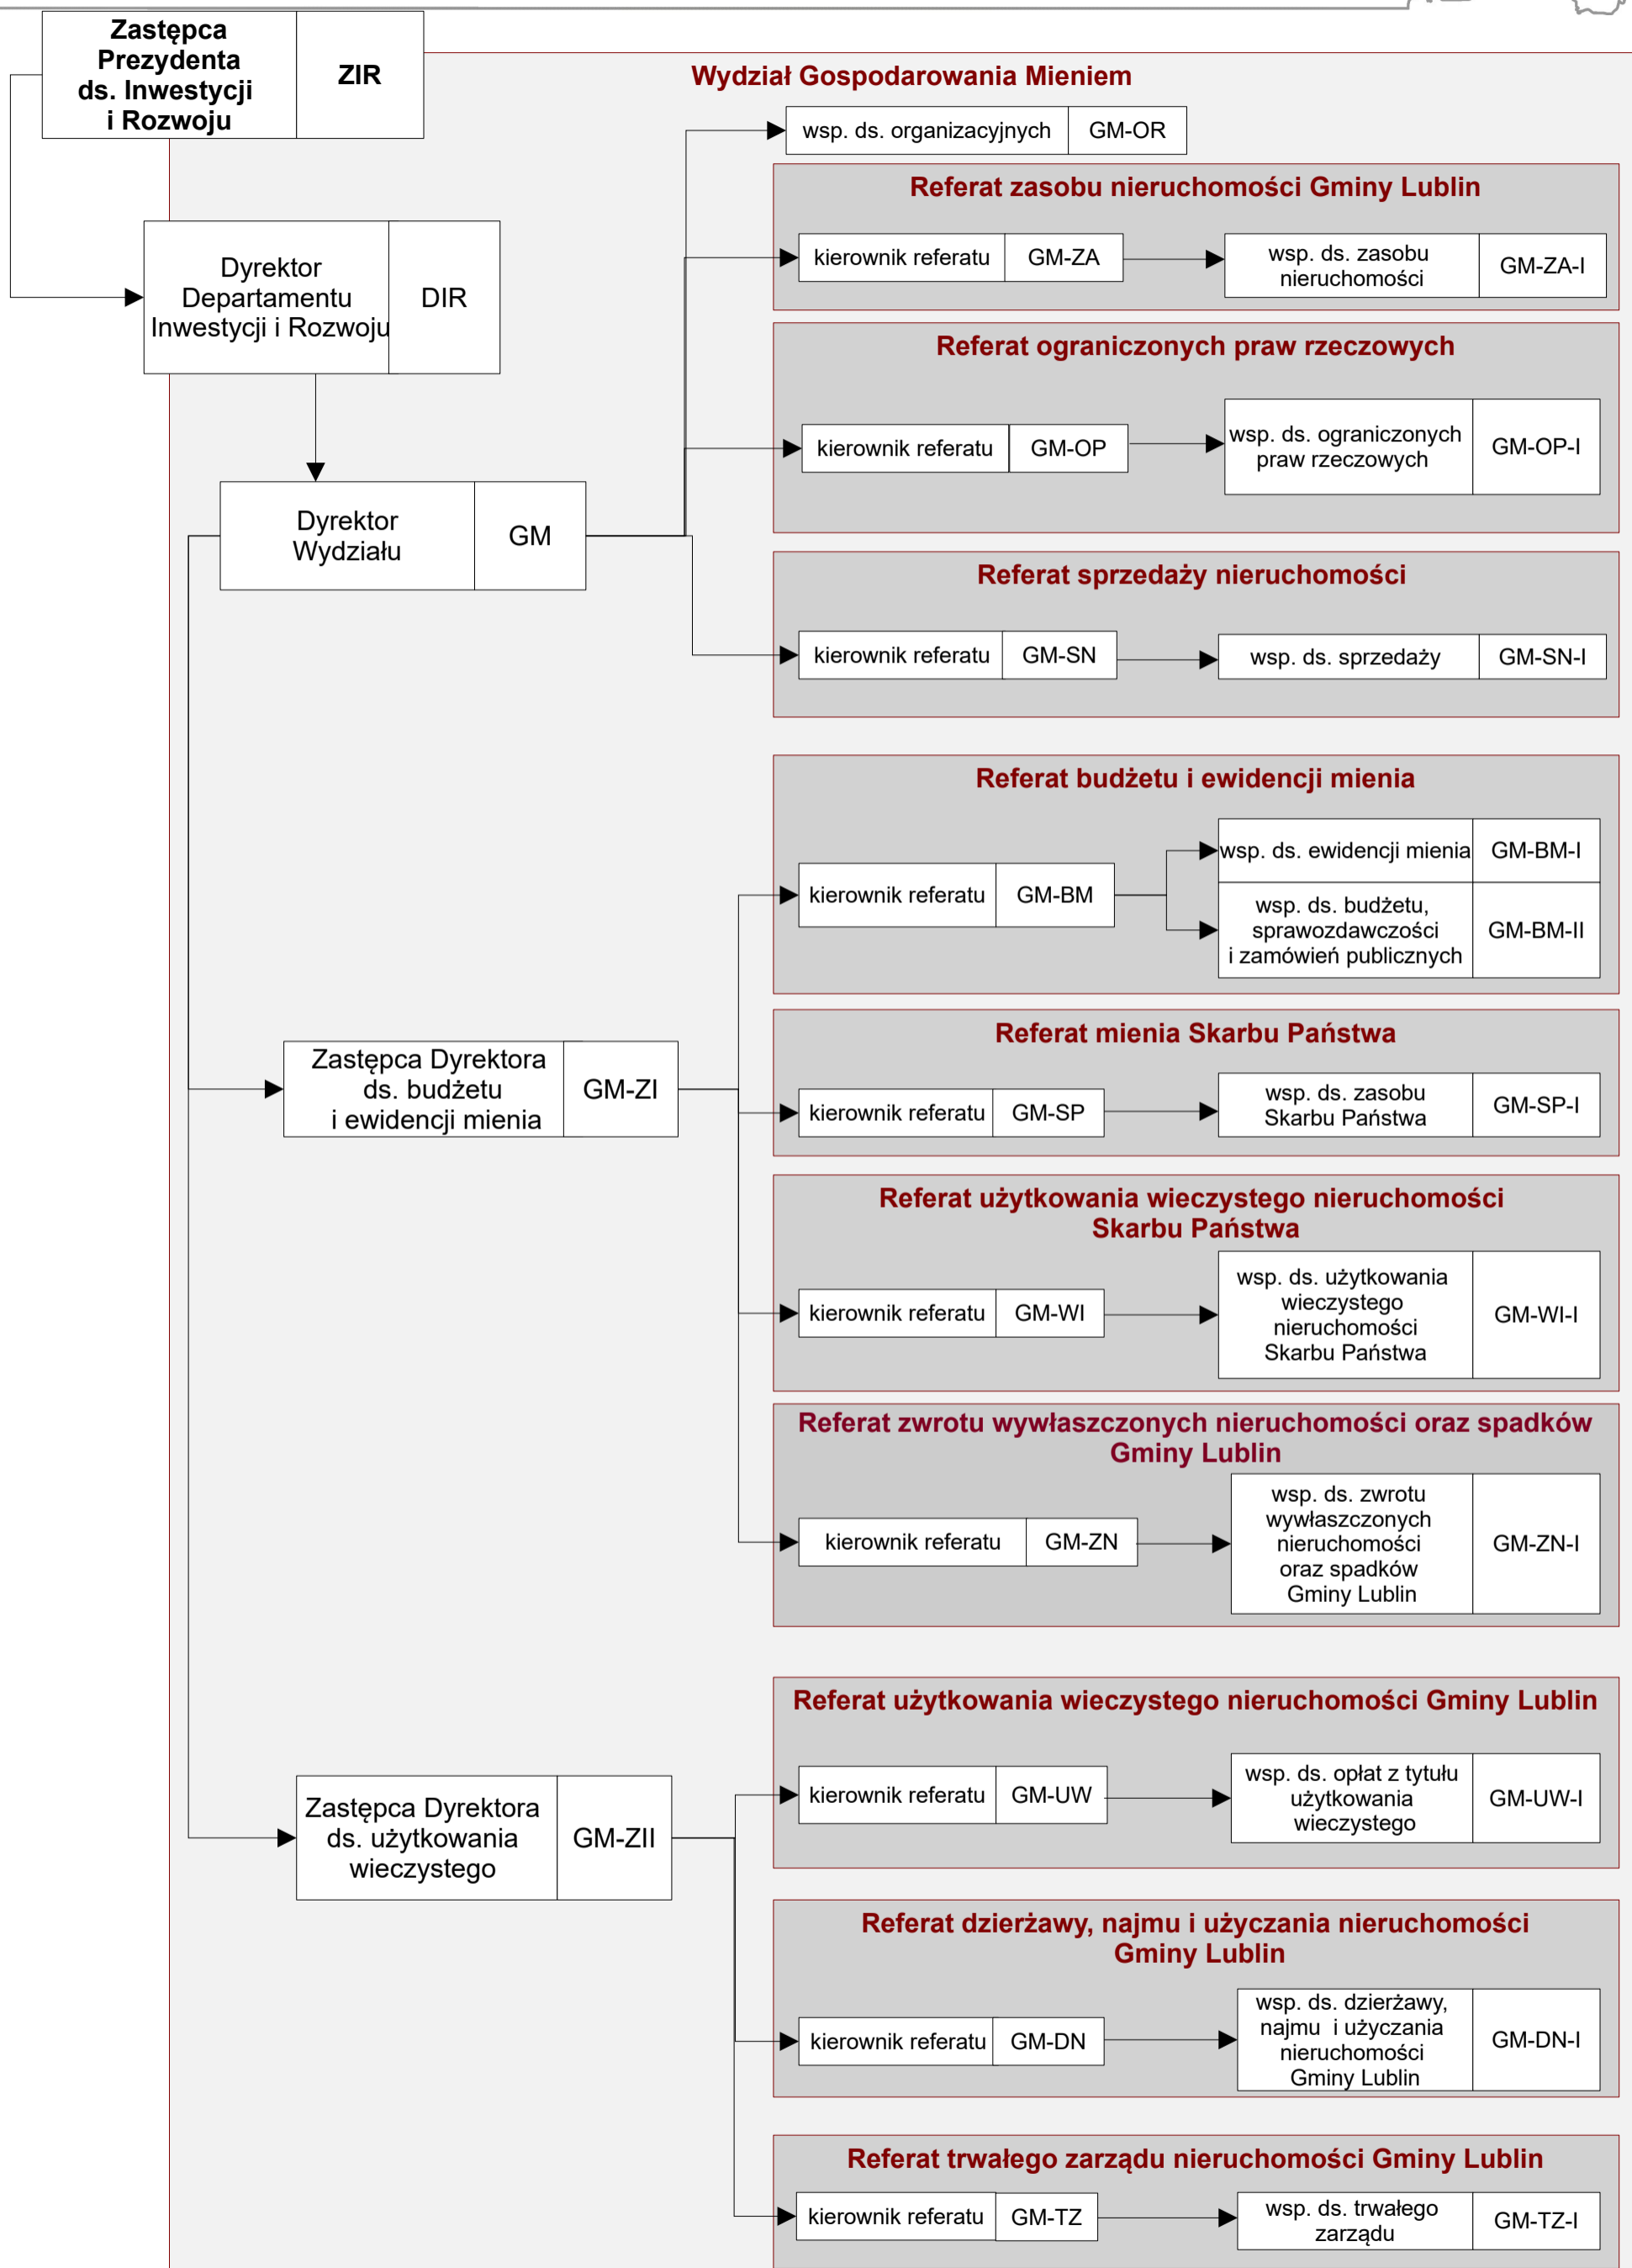 Zastępca
Prezydenta
ds. Inwestycji
i Rozwoju
ZIR
Wydział Gospodarowania Mieniem
wsp. ds. organizacyjnych
GM-OR
Referat zasobu nieruchomości Gminy Lublin
kierownik referatu
GM-ZA
wsp. ds. zasobu
nieruchomości
GM-ZA-I
Dyrektor
Departamentu
Inwestycji i Rozwoju
DIR
Referat ograniczonych praw rzeczowych
kierownik referatu
GM-OP
wsp. ds. ograniczonych
praw rzeczowych
GM-OP-I
Dyrektor
Wydziału
GM
Referat sprzedaży nieruchomości
kierownik referatu
GM-SN
wsp. ds. sprzedaży
GM-SN-I
Referat budżetu i ewidencji mienia
kierownik referatu
GM-BM
wsp. ds. ewidencji mienia
GM-BM-I
wsp. ds. budżetu,
sprawozdawczości
i zamówień publicznych
GM-BM-II
Zastępca Dyrektora
ds. budżetu
i ewidencji mienia
GM-ZI
Referat mienia Skarbu Państwa
kierownik referatu
GM-SP
wsp. ds. zasobu
Skarbu Państwa
GM-SP-I
Referat użytkowania wieczystego nieruchomości
Skarbu Państwa
kierownik referatu
GM-WI
wsp. ds. użytkowania
wieczystego
nieruchomości
Skarbu Państwa
GM-WI-I
Referat zwrotu wywłaszczonych nieruchomości oraz spadków
Gminy Lublin
kierownik referatu
GM-ZN
wsp. ds. zwrotu
wywłaszczonych
nieruchomości
oraz spadków
Gminy Lublin
GM-ZN-I
Referat użytkowania wieczystego nieruchomości Gminy Lublin
kierownik referatu
GM-UW
wsp. ds. opłat z tytułu
użytkowania
wieczystego
GM-UW-I
Zastępca Dyrektora
ds. użytkowania
wieczystego
GM-ZII
Referat dzierżawy, najmu i użyczania nieruchomości
Gminy Lublin
kierownik referatu
GM-DN
wsp. ds. dzierżawy,
najmu i użyczania
nieruchomości
Gminy Lublin
GM-DN-I
Referat trwałego zarządu nieruchomości Gminy Lublin
kierownik referatu
GM-TZ
wsp. ds. trwałego
zarządu
GM-TZ-I